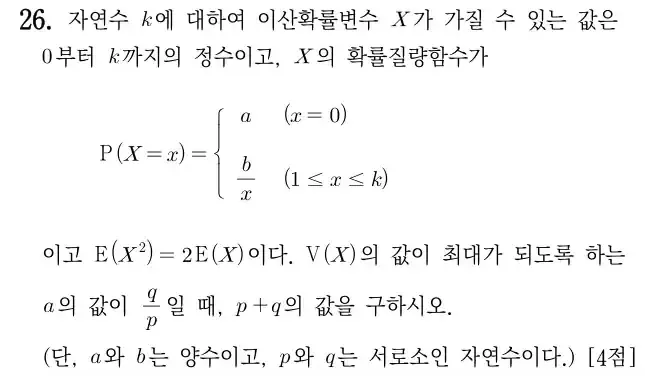 26. 자연수 k에 대하여 이산확률변수 X가 가질 수 있는 값은
0부터 k까지의 정수이고, X의 확률질량함수가
P(X=x)= { a (x=0)
b/x (1≤x≤k)
이고 E(X²)=2E(X)이다. V(X)의 값이 최대가 되도록 하는
a의 값이 q/p일 때, p+q의 값을 구하시오.
(단, a와 b는 양수이고, p와 q는 서로소인 자연수이다.) [4점]